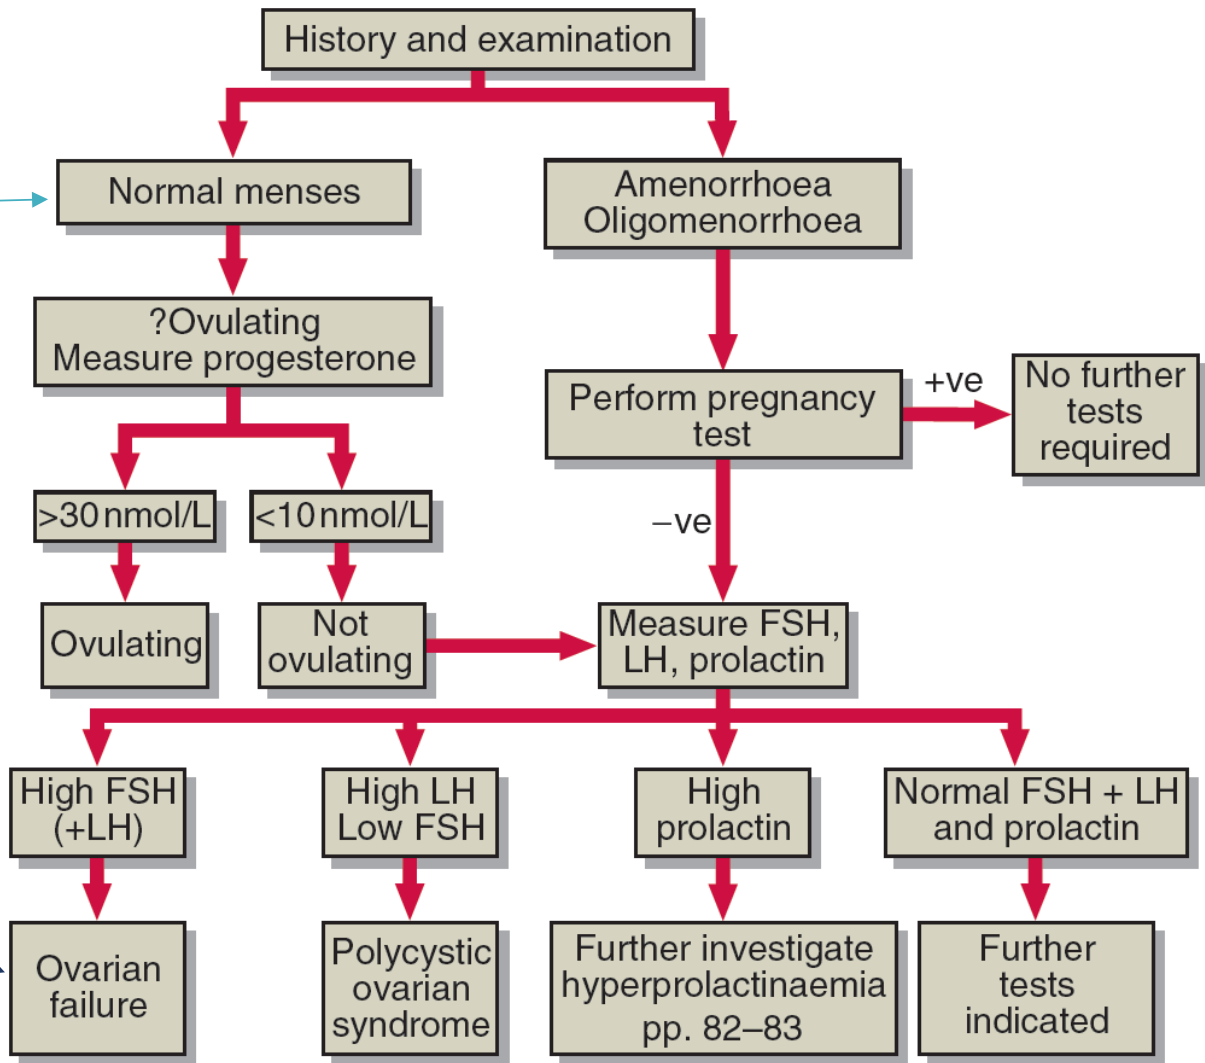 History and examination
Normal menses
Amenorrhoea
Oligomenorrhoea
?Ovulating
Measure progesterone
Perform pregnancy
test
+ve
No further
tests
required
>30 nmol/L
<10 nmol/L
–ve
Ovulating
Not
ovulating
Measure FSH,
LH, prolactin
High FSH
(+LH)
High LH
Low FSH
High
prolactin
Normal FSH + LH
and prolactin
Ovarian
failure
Polycystic
ovarian
syndrome
Further investigate
hyperprolactinaemia
pp. 82–83
Further
tests
indicated